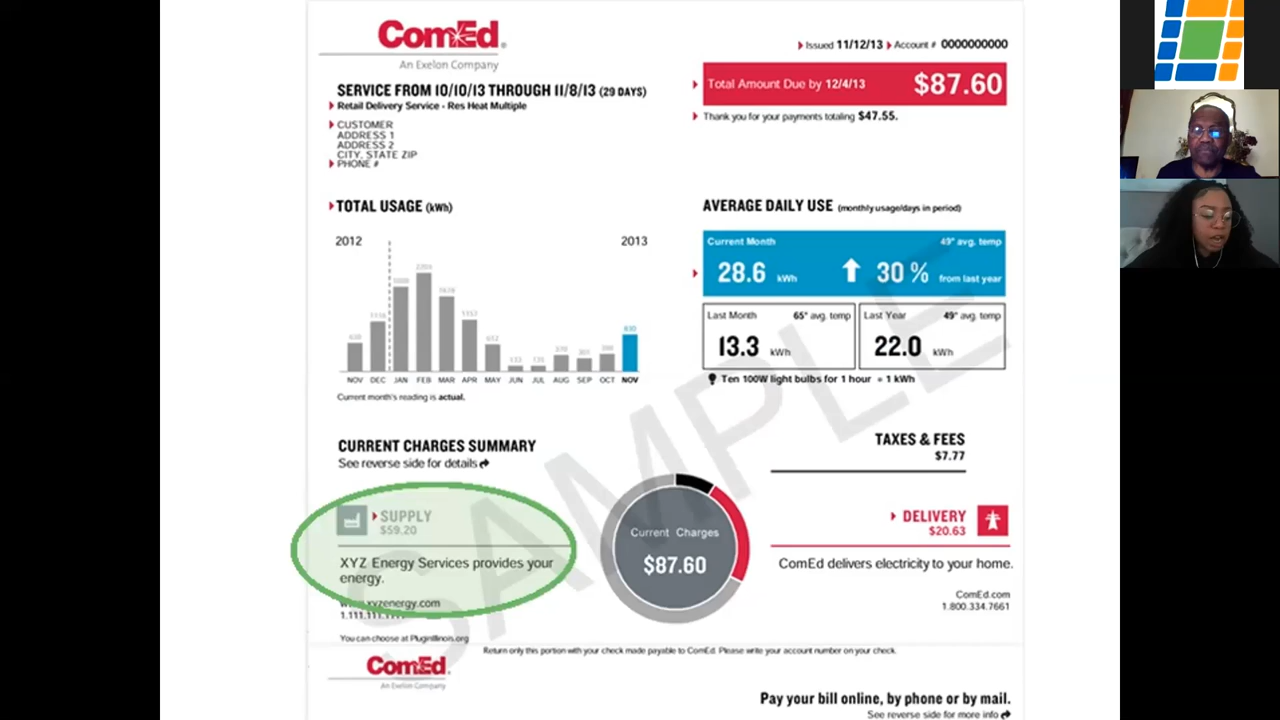 ComEd®
An Exelon Company
Issued 11/12/13 Account # 0000000000
SERVICE FROM 10/10/13 THROUGH 11/8/13 (29 DAYS)
Retail Delivery Service - Res Heat Multiple
Total Amount Due by 12/4/13 $87.60
Thank you for your payments totaling $47.55.
CUSTOMER
ADDRESS 1
ADDRESS 2
CITY, STATE ZIP
PHONE #
TOTAL USAGE (kWh)
2012 2013
NOV DEC JAN FEB MAR APR MAY JUN JUL AUG SEP OCT NOV
Current month's reading is actual.
AVERAGE DAILY USE (monthly usage/days in period)
Current Month 49° avg. temp
28.6 kWh 30 % from last year
Last Month 65° avg. temp
13.3 kWh
Last Year 49° avg. temp
22.0 kWh
Ten 100W light bulbs for 1 hour = 1 kWh
CURRENT CHARGES SUMMARY
See reverse side for details
TAXES & FEES
$7.77
SUPPLY
$59.20
XYZ Energy Services provides your
energy.
www.xyzenergy.com
You can choose at PluginIllinois.org
Current Charges
$87.60
DELIVERY
$20.63
ComEd delivers electricity to your home.
ComEd.com
1.800.334.7661
SAMPLE
Return only this portion with your check made payable to ComEd. Please write your account number on your check.
ComEd®
An Exelon Company
Pay your bill online, by phone or by mail.
See reverse side for more info